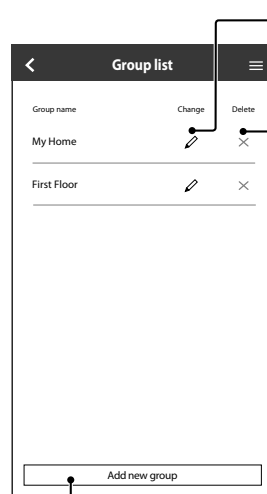 Group list
Group name Change Delete
My Home
First Floor
Add new group